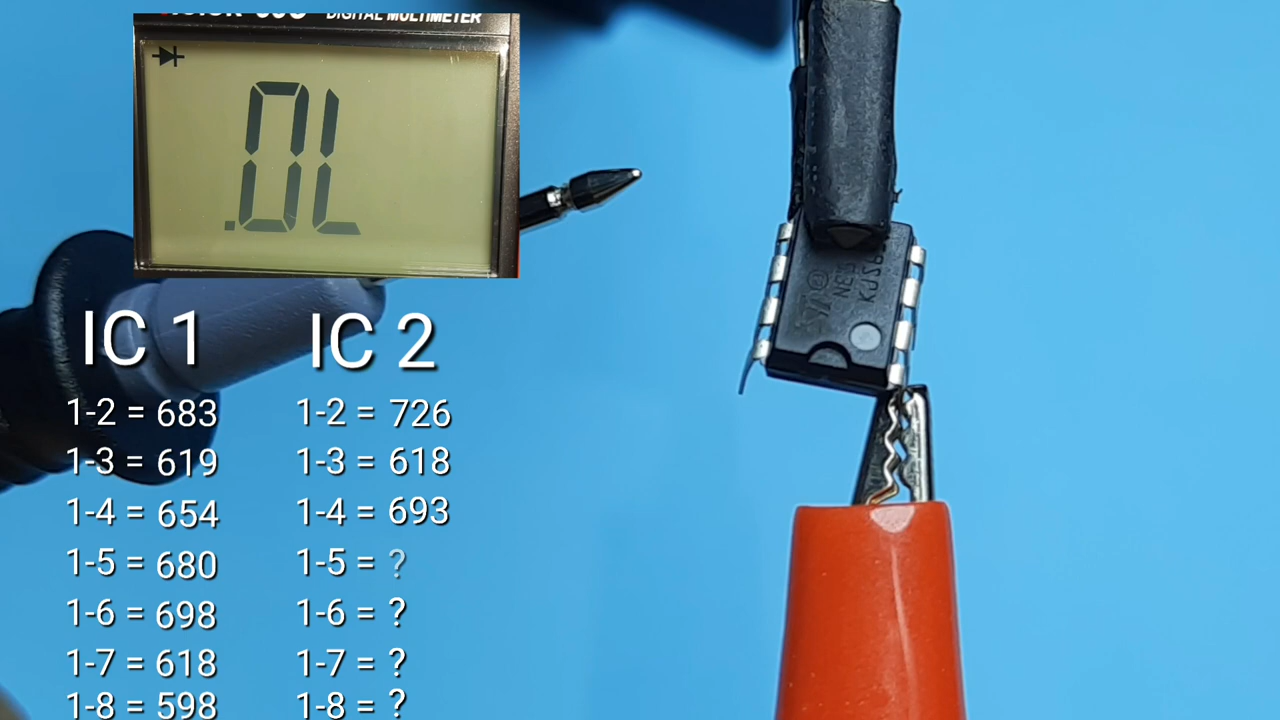 DIGITAL MULTIMETER
.OL
IC 1
1-2 = 683
1-3 = 619
1-4 = 654
1-5 = 680
1-6 = 698
1-7 = 618
1-8 = 598
IC 2
1-2 = 726
1-3 = 618
1-4 = 693
1-5 = ?
1-6 = ?
1-7 = ?
1-8 = ?